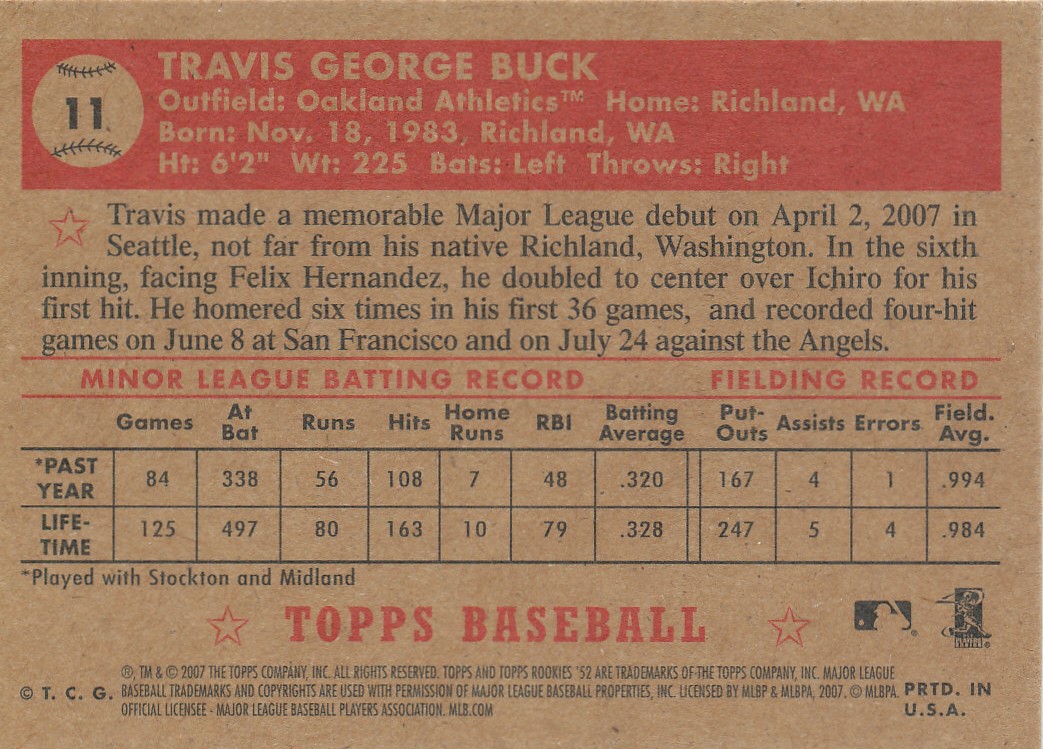 11
TRAVIS GEORGE BUCK
Outfield: Oakland Athletics™ Home: Richland, WA
Born: Nov. 18, 1983, Richland, WA
Ht: 6'2" Wt: 225 Bats: Left Throws: Right
Travis made a memorable Major League debut on April 2, 2007 in
Seattle, not far from his native Richland, Washington. In the sixth
inning, facing Felix Hernandez, he doubled to center over Ichiro for his
first hit. He homered six times in his first 36 games, and recorded four-hit
games on June 8 at San Francisco and on July 24 against the Angels.
MINOR LEAGUE BATTING RECORD FIELDING RECORD
Games At Bat Runs Hits Home Runs RBI Batting Average Put-Outs Assists Errors Field. Avg.
*PAST YEAR 84 338 56 108 7 48 .320 167 4 1 .994
LIFE-TIME 125 497 80 163 10 79 .328 247 5 4 .984
*Played with Stockton and Midland
TOPPS BASEBALL
®, TM & © 2007 THE TOPPS COMPANY, INC. ALL RIGHTS RESERVED. TOPPS AND TOPPS ROOKIES '52 ARE TRADEMARKS OF THE TOPPS COMPANY, INC. MAJOR LEAGUE
© T. C. G. BASEBALL TRADEMARKS AND COPYRIGHTS ARE USED WITH PERMISSION OF MAJOR LEAGUE BASEBALL PROPERTIES, INC. LICENSED BY MLBP & MLBPA, 2007. © MLBPA. PRTD. IN
OFFICIAL LICENSEE - MAJOR LEAGUE BASEBALL PLAYERS ASSOCIATION. MLB.COM U.S.A.